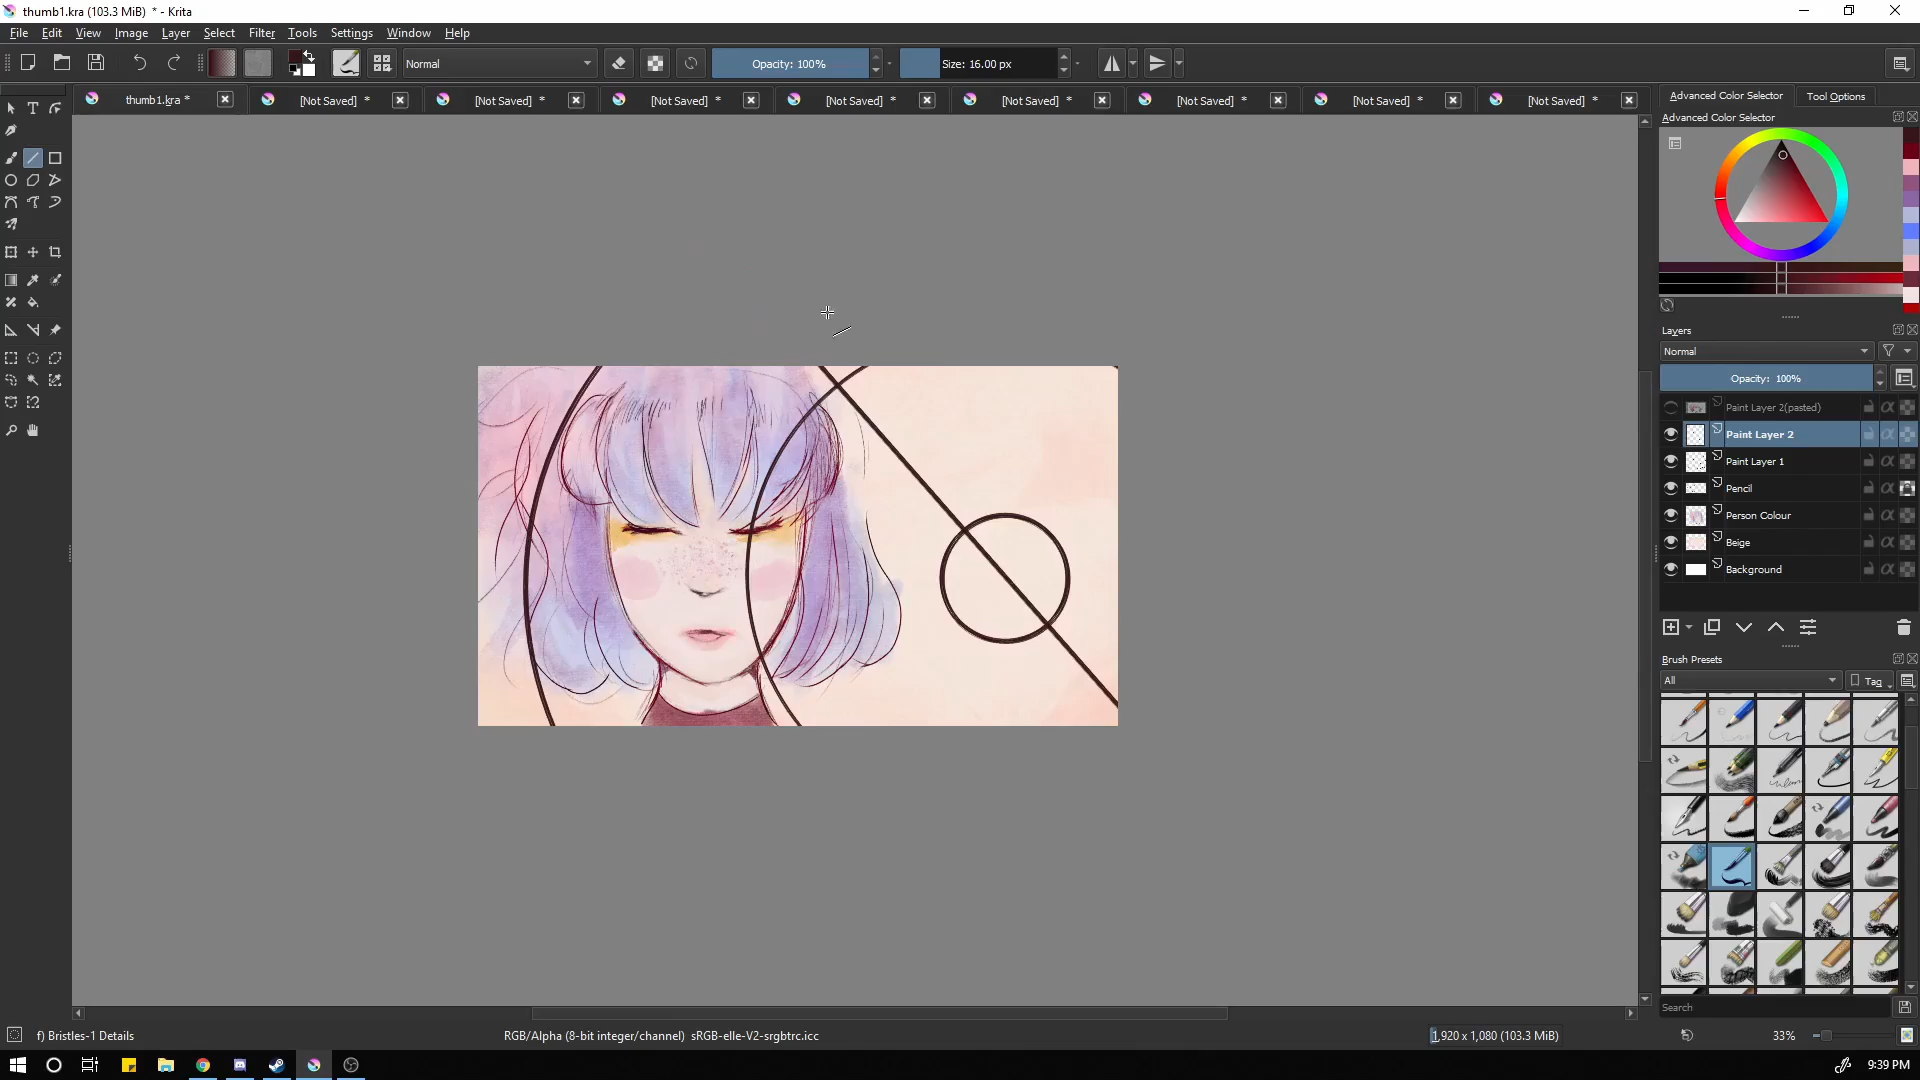 thumb1.kra (103.3 MiB) * - Krita
File Edit View Image Layer Select Filter Tools Settings Window Help
Normal Opacity: 100% Size: 16.00 px
thumb1.kra * [Not Saved] * [Not Saved] * [Not Saved] * [Not Saved] * [Not Saved] * [Not Saved] * [Not Saved] * [Not Saved] *
Advanced Color Selector Tool Options
Advanced Color Selector
Layers
Normal
Opacity: 100%
Paint Layer 2(pasted)
Paint Layer 2
Paint Layer 1
Pencil
Person Colour
Beige
Background
Brush Presets
All Tag
Search
f) Bristles-1 Details RGB/Alpha (8-bit integer/channel) sRGB-elle-V2-srgbtrc.icc 1,920 x 1,080 (103.3 MiB) 33%
9:39 PM